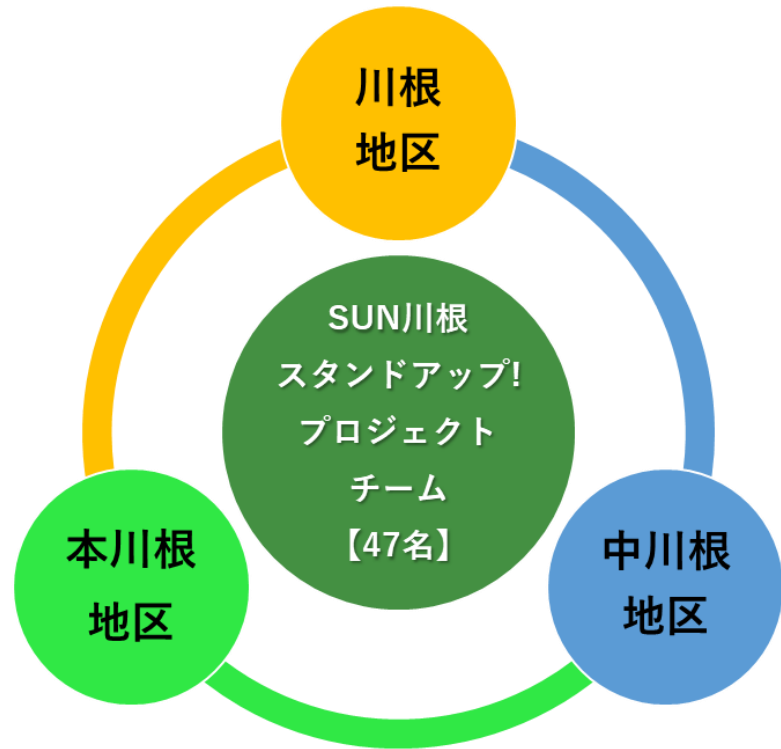 川根
地区
SUN川根
スタンドアップ!
プロジェクト
チーム
【47名】
本川根
地区
中川根
地区